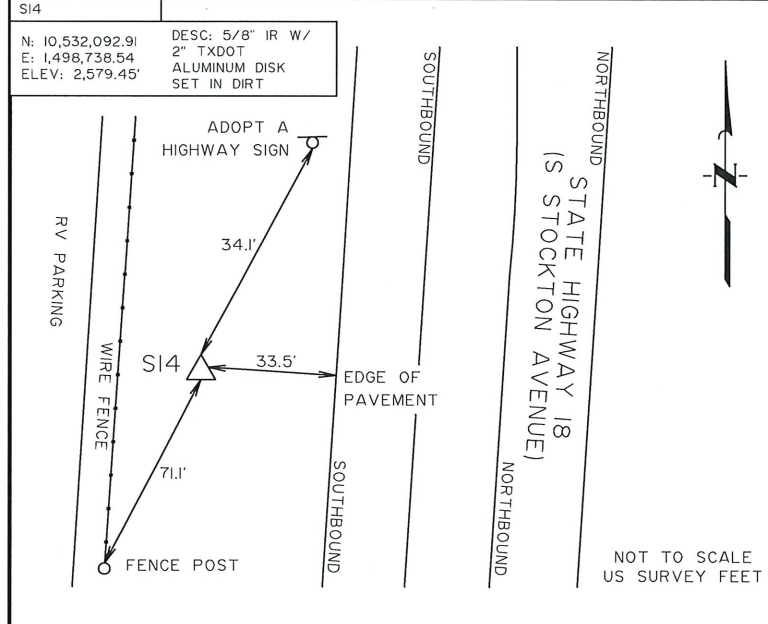 S14
N: 10,532,092.91
E: 1,498,738.54
ELEV: 2,579.45'
DESC: 5/8" IR W/
2" TXDOT
ALUMINUM DISK
SET IN DIRT
ADOPT A
HIGHWAY SIGN
SOUTHBOUND
NORTHBOUND
STATE HIGHWAY 18
(S STOCKTON AVENUE)
N
RV PARKING
34.1'
WIRE FENCE
S14
33.5'
EDGE OF
PAVEMENT
71.1'
SOUTHBOUND
NORTHBOUND
FENCE POST
NOT TO SCALE
US SURVEY FEET